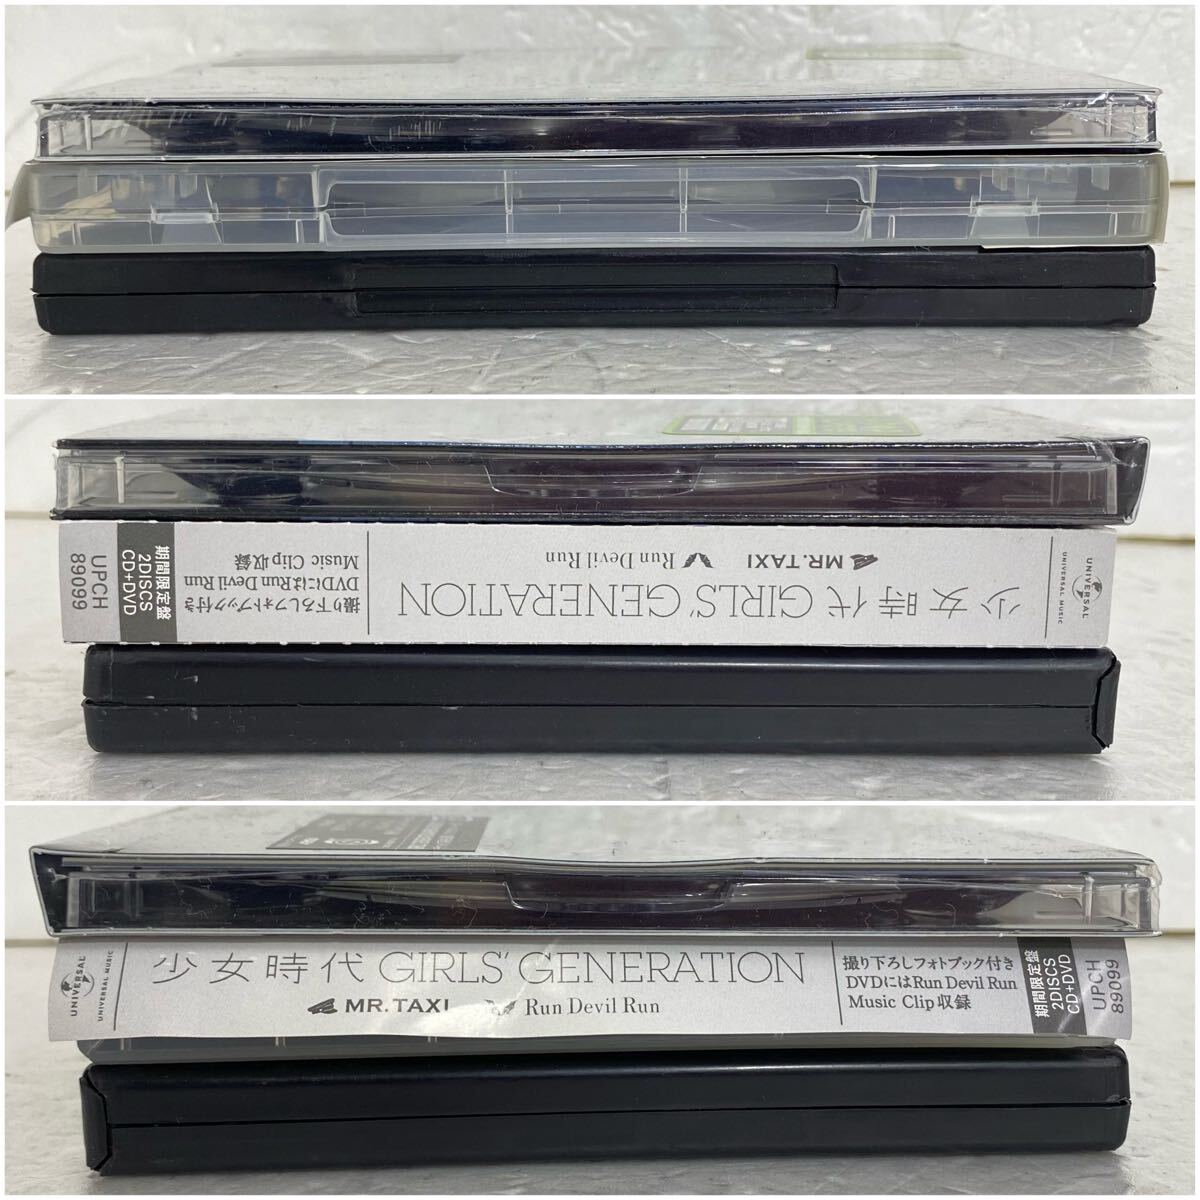 少女時代 GIRLS' GENERATION
MR. TAXI Run Devil Run
撮り下ろしフォトブック付き
DVDにはRun Devil Run
Music Clip収録
期間限定盤
2DISCS
CD+DVD
UPCH
89099
UNIVERSAL
UNIVERSAL MUSIC
UNIVERSAL
UNIVERSAL MUSIC
少女時代 GIRLS' GENERATION
MR. TAXI Run Devil Run
撮り下ろしフォトブック付き
DVDにはRun Devil Run
Music Clip 収録
期間限定盤
2DISCS
CD+DVD
UPCH
89099